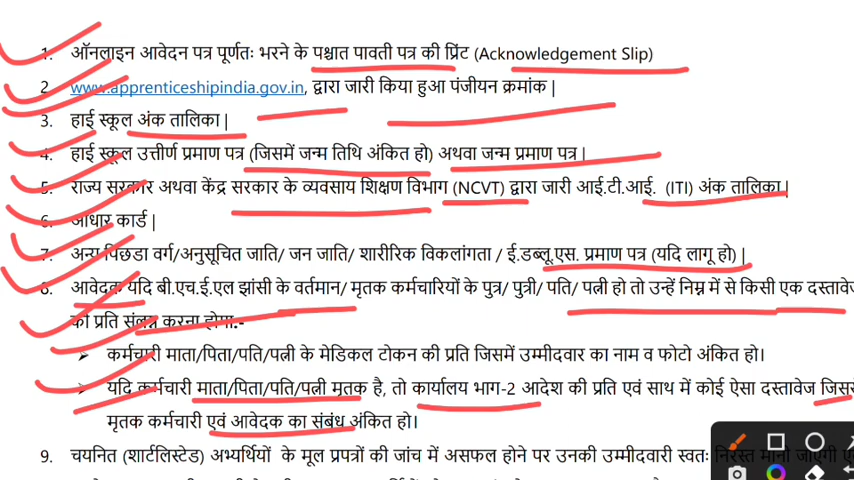 1. ऑनलाइन आवेदन पत्र पूर्णतः भरने के पश्चात पावती पत्र की प्रिंट (Acknowledgement Slip)
2. www.apprenticeshipindia.gov.in, द्वारा जारी किया हुआ पंजीयन क्रमांक |
3. हाई स्कूल अंक तालिका |
4. हाई स्कूल उत्तीर्ण प्रमाण पत्र (जिसमें जन्म तिथि अंकित हो) अथवा जन्म प्रमाण पत्र |
5. राज्य सरकार अथवा केंद्र सरकार के व्यवसाय शिक्षण विभाग (NCVT) द्वारा जारी आई.टी.आई. (ITI) अंक तालिका |
6. आधार कार्ड |
7. अन्य पिछडा वर्ग/अनुसूचित जाति/ जन जाति/ शारीरिक विकलांगता / ई.डब्लू.एस. प्रमाण पत्र (यदि लागू हो) |
8. आवेदक यदि बी.एच.ई.एल झांसी के वर्तमान/ मृतक कर्मचारियों के पुत्र/ पुत्री/ पति/ पत्नी हो तो उन्हें निम्न में से किसी एक दस्तावेज
की प्रति संलग्न करना होगा:-
➢ कर्मचारी माता/पिता/पति/पत्नी के मेडिकल टोकन की प्रति जिसमें उम्मीदवार का नाम व फोटो अंकित हो।
➢ यदि कर्मचारी माता/पिता/पति/पत्नी मृतक है, तो कार्यालय भाग-2 आदेश की प्रति एवं साथ में कोई ऐसा दस्तावेज
मृतक कर्मचारी एवं आवेदक का संबंध अंकित हो।
9. चयनित (शार्टलिस्टेड) अभ्यर्थियों के मूल प्रपत्रों की जांच में असफल होने पर उनकी उम्मीदवारी स्वतः निरस्त मानी जाएगी